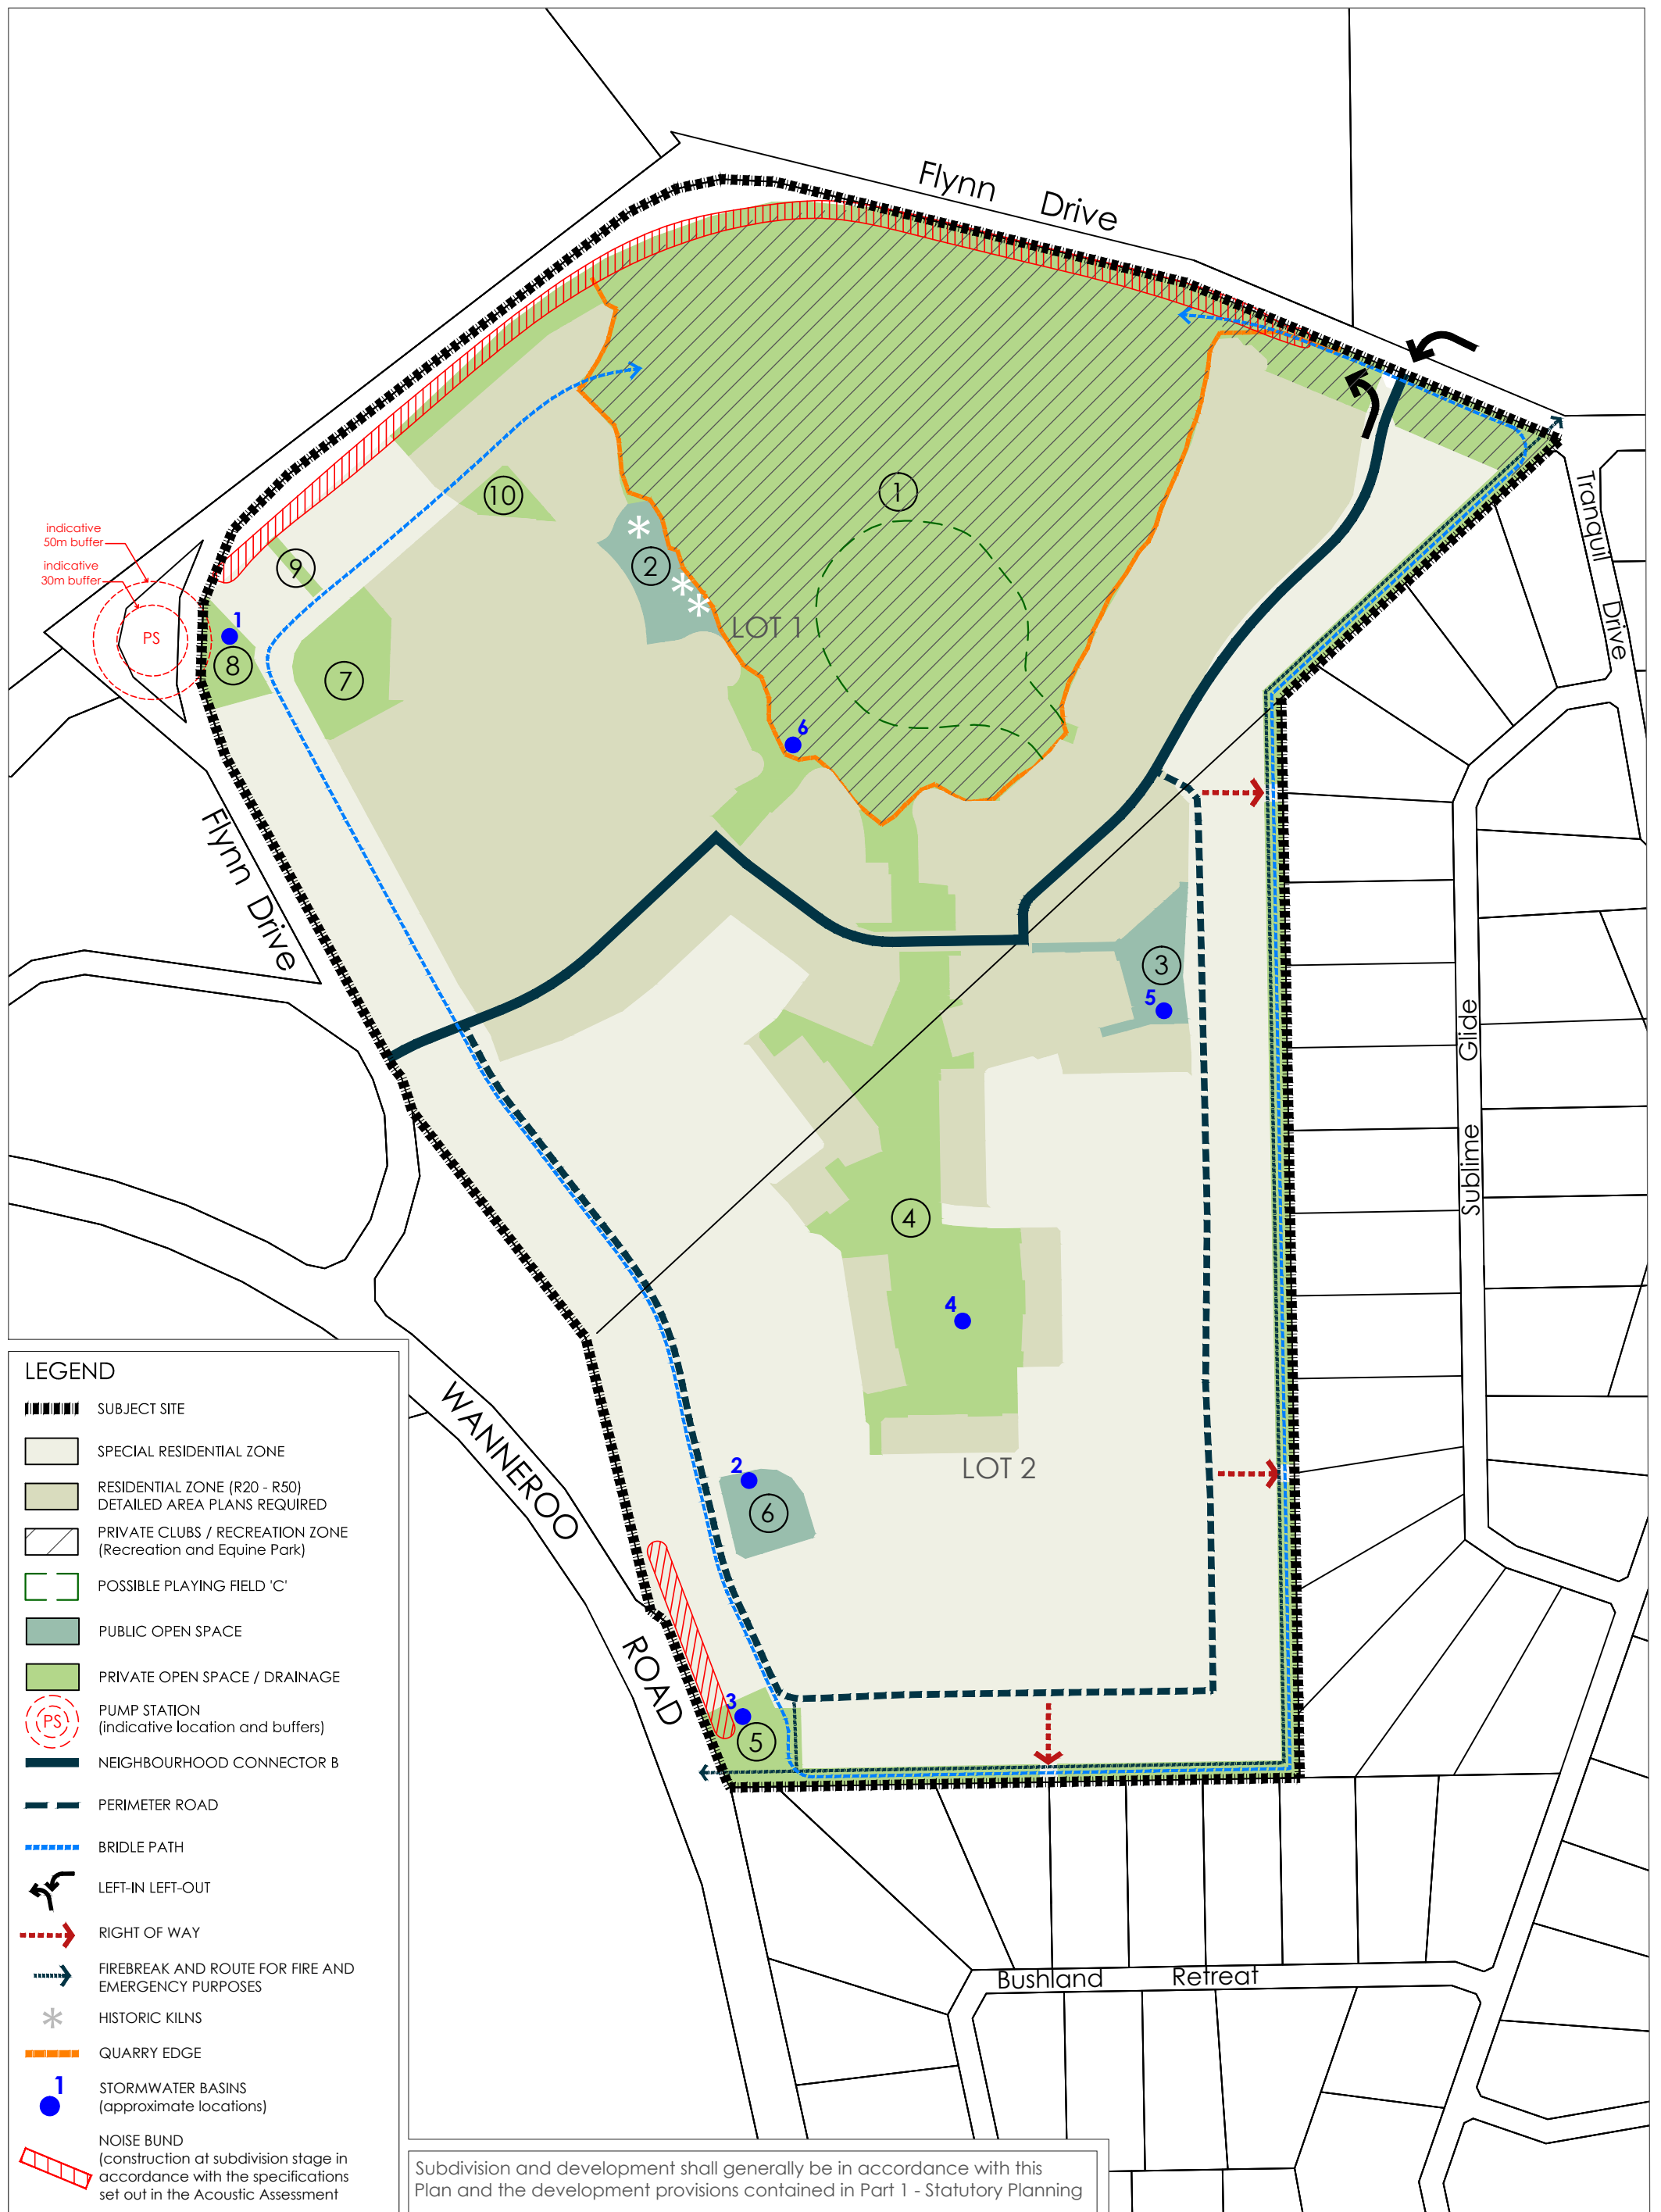 Flynn Drive
Tranquil Drive
indicative
50m buffer
indicative
30m buffer
PS
1
8
9
10
7
2
LOT 1
1
6
Flynn Drive
3
5
Sublime Glide
4
4
LOT 2
2
6
WANNEROO ROAD
3
5
Bushland Retreat
LEGEND
SUBJECT SITE
SPECIAL RESIDENTIAL ZONE
RESIDENTIAL ZONE (R20 - R50)
DETAILED AREA PLANS REQUIRED
PRIVATE CLUBS / RECREATION ZONE
(Recreation and Equine Park)
POSSIBLE PLAYING FIELD 'C'
PUBLIC OPEN SPACE
PRIVATE OPEN SPACE / DRAINAGE
PS
PUMP STATION
(indicative location and buffers)
NEIGHBOURHOOD CONNECTOR B
PERIMETER ROAD
BRIDLE PATH
LEFT-IN LEFT-OUT
RIGHT OF WAY
FIREBREAK AND ROUTE FOR FIRE AND
EMERGENCY PURPOSES
HISTORIC KILNS
QUARRY EDGE
1
STORMWATER BASINS
(approximate locations)
NOISE BUND
(construction at subdivision stage in
accordance with the specifications
set out in the Acoustic Assessment
Subdivision and development shall generally be in accordance with this
Plan and the development provisions contained in Part 1 - Statutory Planning